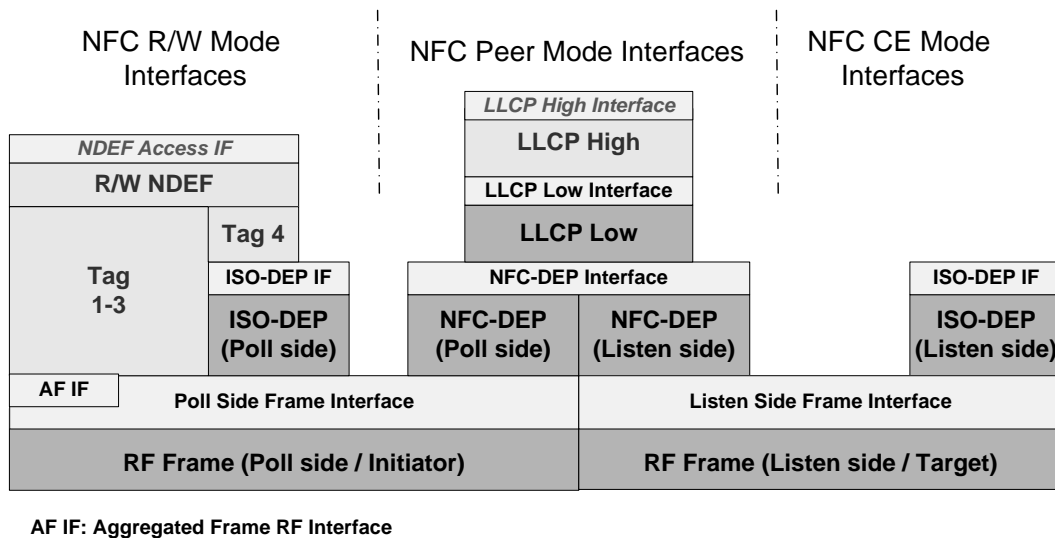 NFC R/W Mode
Interfaces
NFC Peer Mode Interfaces
NFC CE Mode
Interfaces
LLCP High Interface
LLCP High
LLCP Low Interface
LLCP Low
NDEF Access IF
R/W NDEF
Tag 4
Tag
1-3
ISO-DEP IF
ISO-DEP
(Poll side)
NFC-DEP Interface
NFC-DEP
(Poll side)
NFC-DEP
(Listen side)
ISO-DEP IF
ISO-DEP
(Listen side)
AF IF
Poll Side Frame Interface
Listen Side Frame Interface
RF Frame (Poll side / Initiator)
RF Frame (Listen side / Target)
AF IF: Aggregated Frame RF Interface